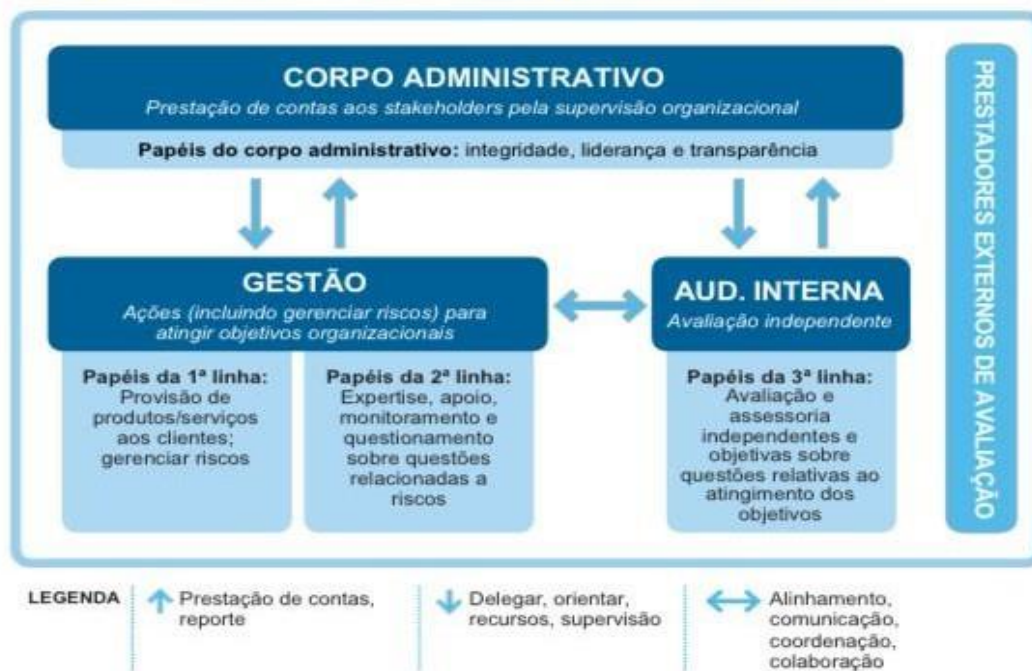 CORPO ADMINISTRATIVO
Prestação de contas aos stakeholders pela supervisão organizacional
Papéis do corpo administrativo: integridade, liderança e transparência
GESTÃO
Ações (incluindo gerenciar riscos) para
atingir objetivos organizacionais
Papéis da 1ª linha:
Provisão de
produtos/serviços
aos clientes;
gerenciar riscos
Papéis da 2ª linha:
Expertise, apoio,
monitoramento e
questionamento
sobre questões
relacionadas a
riscos
AUD. INTERNA
Avaliação independente
Papéis da 3ª linha:
Avaliação e
assessoria
independentes e
objetivas sobre
questões relativas ao
atingimento dos
objetivos
PRESTADORES EXTERNOS DE AVALIAÇÃO
LEGENDA
Prestação de contas,
reporte
Delegar, orientar,
recursos, supervisão
Alinhamento,
comunicação,
coordenação,
colaboração